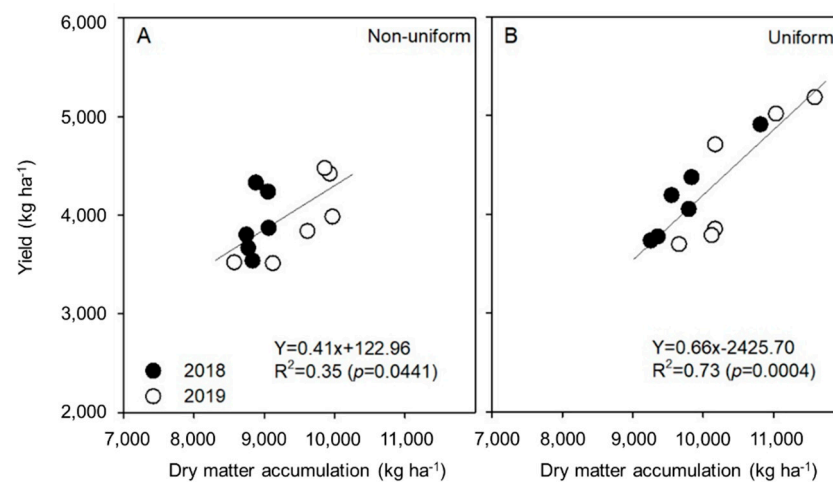 A
Non-uniform
B
Uniform
Yield (kg ha-1)
6,000
5,000
4,000
3,000
2,000
2018
2019
Y=0.41x+122.96
R²=0.35 (p=0.0441)
Y=0.66x-2425.70
R²=0.73 (p=0.0004)
7,000 8,000 9,000 10,000 11,000
7,000 9,000 10,000 11,000
Dry matter accumulation (kg ha-1)
Dry matter accumulation (kg ha-1)